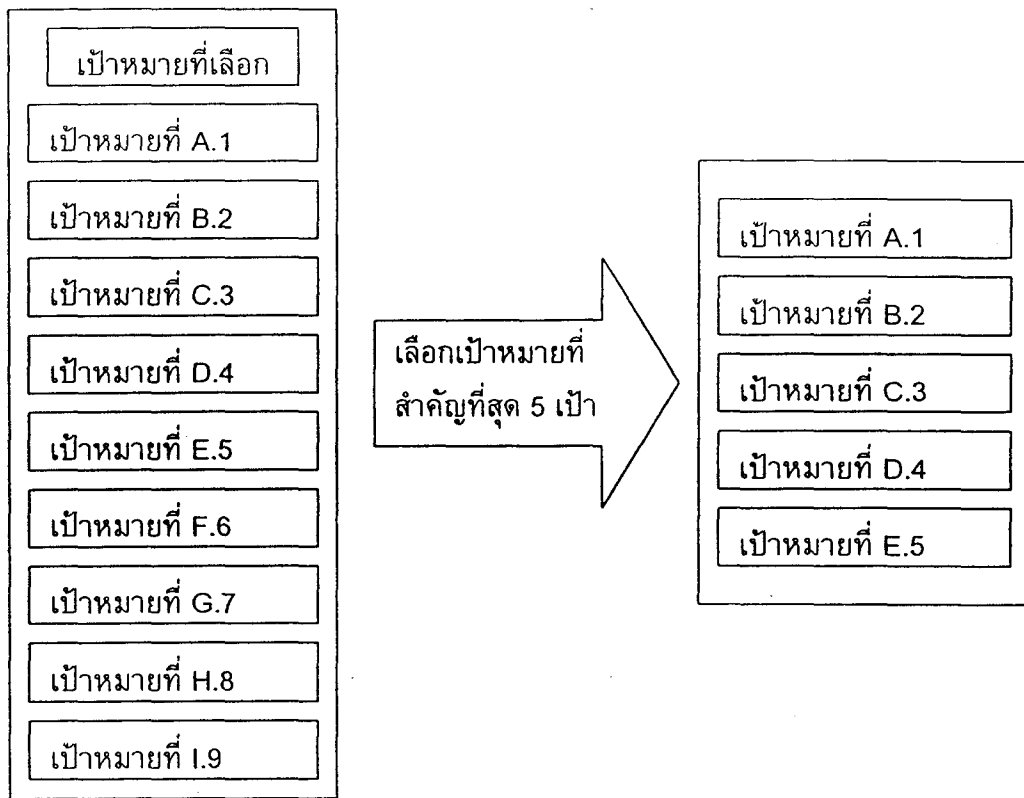 เป้าหมายที่เลือก
เป้าหมายที่ A.1
เป้าหมายที่ B.2
เป้าหมายที่ C.3
เป้าหมายที่ D.4
เป้าหมายที่ E.5
เป้าหมายที่ F.6
เป้าหมายที่ G.7
เป้าหมายที่ H.8
เป้าหมายที่ I.9
เลือกเป้าหมายที่
สำคัญที่สุด 5 เป้า
เป้าหมายที่ A.1
เป้าหมายที่ B.2
เป้าหมายที่ C.3
เป้าหมายที่ D.4
เป้าหมายที่ E.5